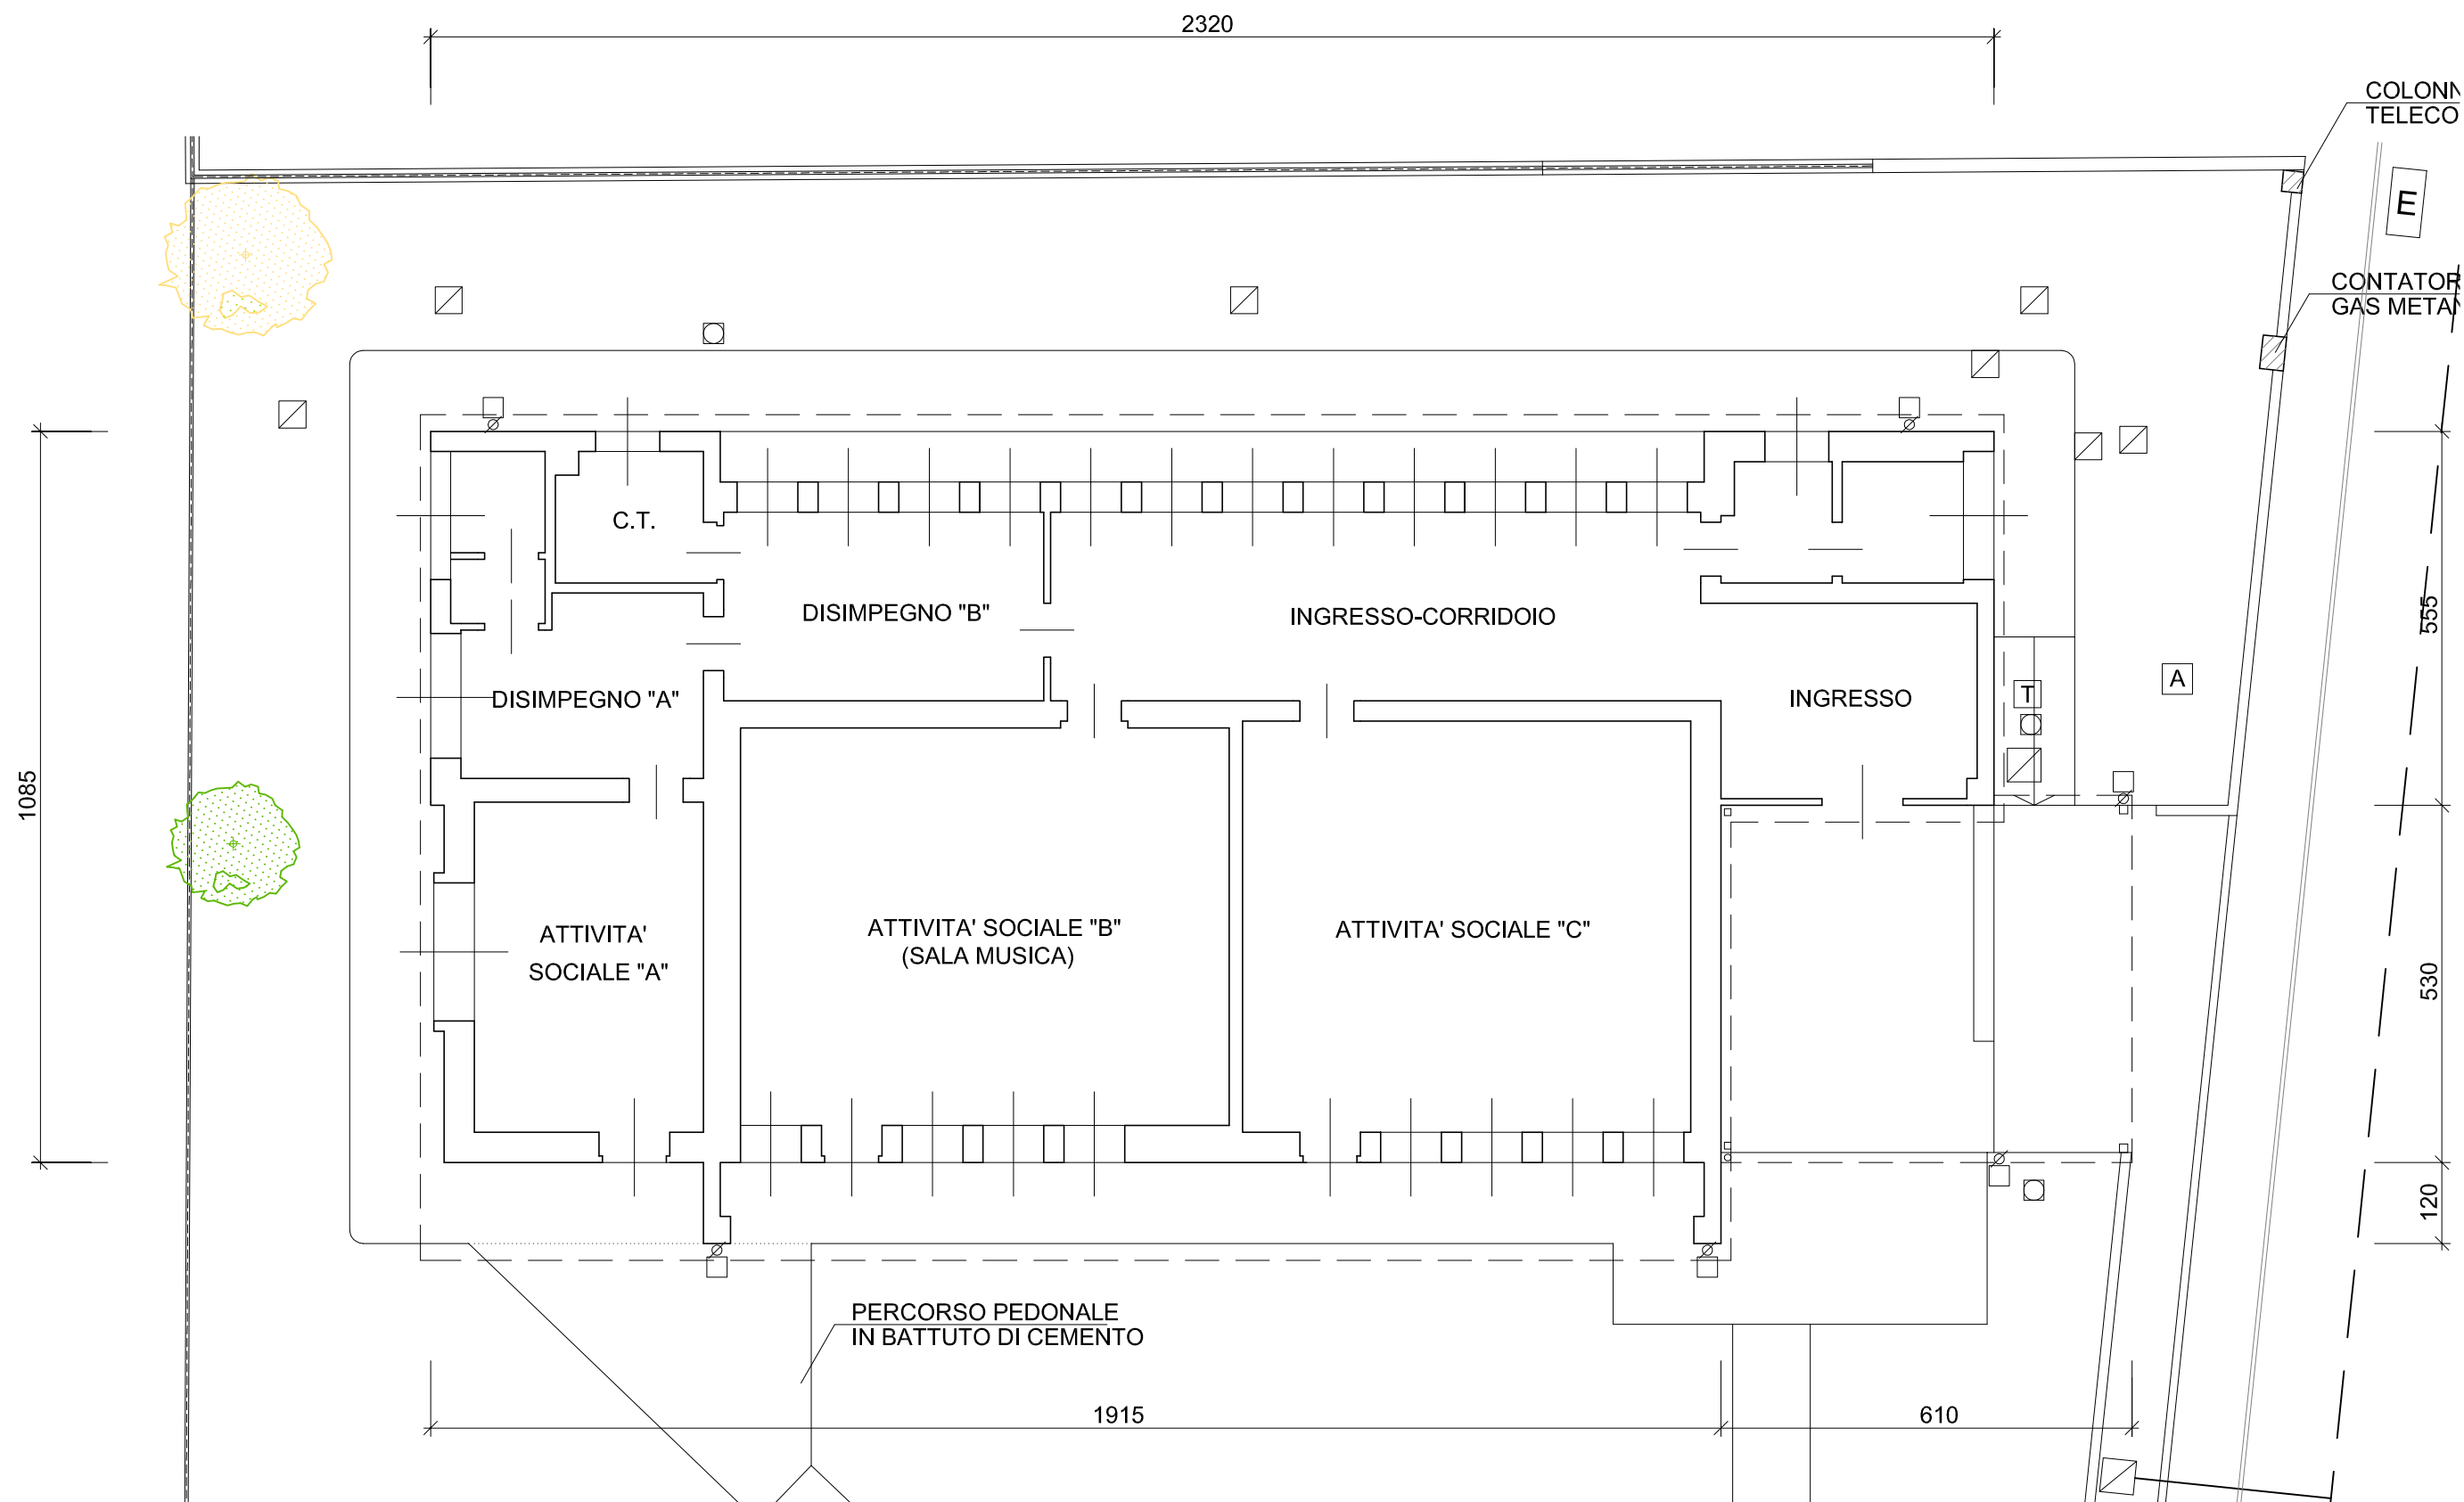 2320
COLONN
TELECO
E
CONTATOR
GAS METAN
C.T.
DISIMPEGNO "B"
INGRESSO-CORRIDOIO
555
DISIMPEGNO "A"
INGRESSO
T
A
1085
ATTIVITA'
SOCIALE "A"
ATTIVITA' SOCIALE "B"
(SALA MUSICA)
ATTIVITA' SOCIALE "C"
530
120
PERCORSO PEDONALE
IN BATTUTO DI CEMENTO
1915
610